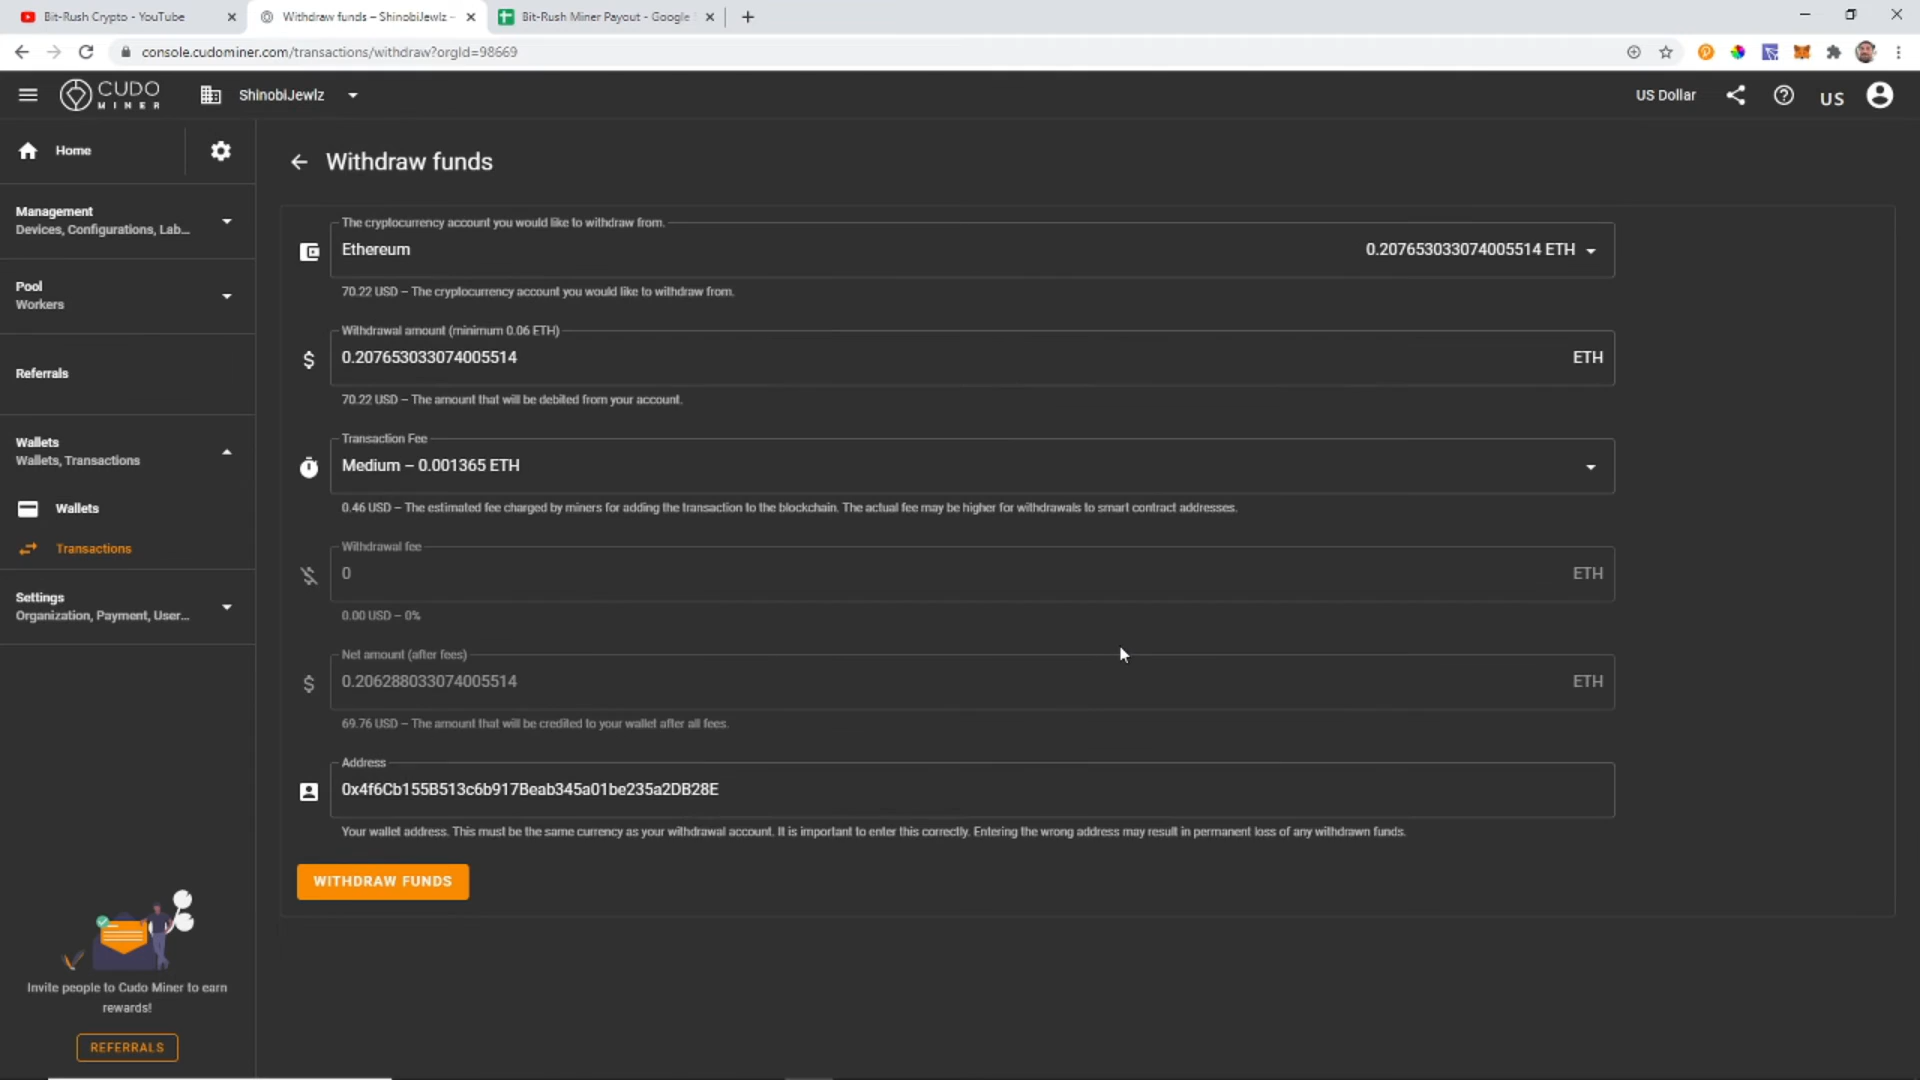 Bit-Rush Crypto - YouTube
Withdraw funds – ShinobiJewlz –
Bit-Rush Miner Payout - Google
console.cudominer.com/transactions/withdraw?orgId=98669
CUDO
MINER
ShinobiJewlz
US Dollar
US
Home
Management
Devices, Configurations, Lab...
Pool
Workers
Referrals
Wallets
Wallets, Transactions
Wallets
Transactions
Settings
Organization, Payment, User...
Invite people to Cudo Miner to earn
rewards!
REFERRALS
Withdraw funds
The cryptocurrency account you would like to withdraw from.
Ethereum
0.207653033074005514 ETH
70.22 USD – The cryptocurrency account you would like to withdraw from.
Withdrawal amount (minimum 0.06 ETH)
0.207653033074005514
ETH
70.22 USD – The amount that will be debited from your account.
Transaction Fee
Medium – 0.001365 ETH
0.46 USD – The estimated fee charged by miners for adding the transaction to the blockchain. The actual fee may be higher for withdrawals to smart contract addresses.
Withdrawal fee
0
ETH
0.00 USD – 0%
Net amount (after fees)
0.206288033074005514
ETH
69.76 USD – The amount that will be credited to your wallet after all fees.
Address
0x4f6Cb155B513c6b917Beab345a01be235a2DB28E
Your wallet address. This must be the same currency as your withdrawal account. It is important to enter this correctly. Entering the wrong address may result in permanent loss of any withdrawn funds.
WITHDRAW FUNDS